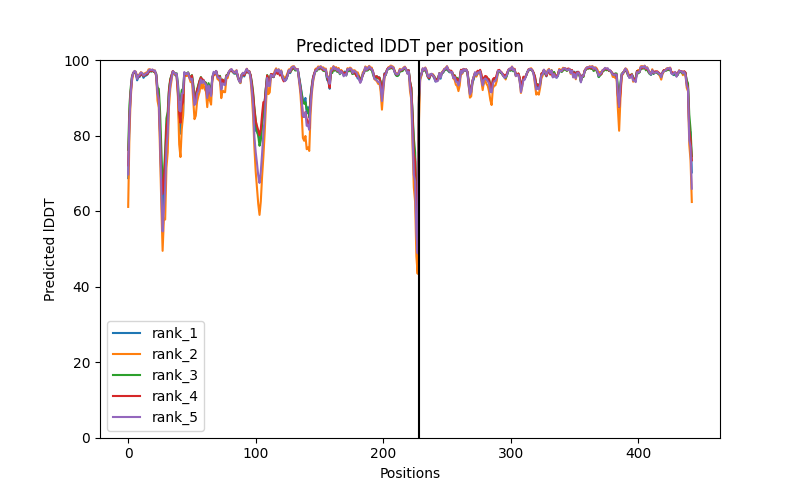 Predicted lDDT per position
Predicted lDDT
100
80
60
40
20
0
rank_1
rank_2
rank_3
rank_4
rank_5
0 100 200 300 400
Positions